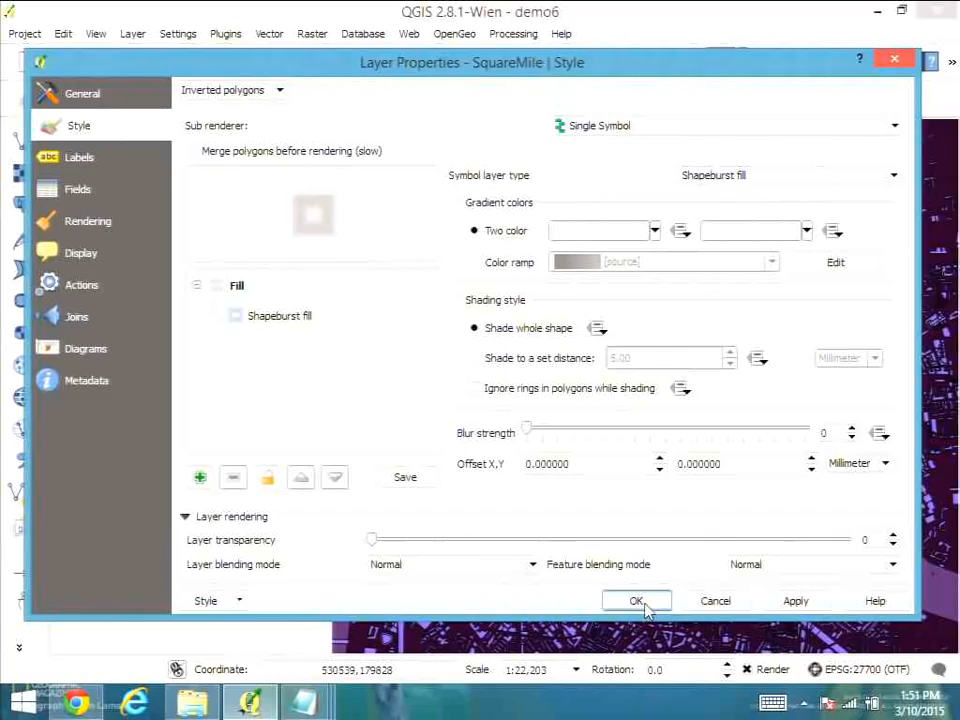 QGIS 2.8.1-Wien - demo6
Project Edit View Layer Settings Plugins Vector Raster Database Web OpenGeo Processing Help
Layer Properties - SquareMile | Style
? ×
General
Style
Labels
Fields
Rendering
Display
Actions
Joins
Diagrams
Metadata
Inverted polygons
Sub renderer: Single Symbol
Merge polygons before rendering (slow)
Symbol layer type Shapeburst fill
Gradient colors
Two color
Color ramp [source] Edit
Fill
Shapeburst fill
Shading style
Shade whole shape
Shade to a set distance: 5.00 Millimeter
Ignore rings in polygons while shading
Blur strength 0
Offset X,Y 0.000000 0.000000 Millimeter
Save
Layer rendering
Layer transparency 0
Layer blending mode Normal Feature blending mode Normal
Style OK Cancel Apply Help
Coordinate: 530539,179828 Scale 1:22,203 Rotation: 0.0 Render EPSG:27700 (OTF)
1:51 PM
3/10/2015